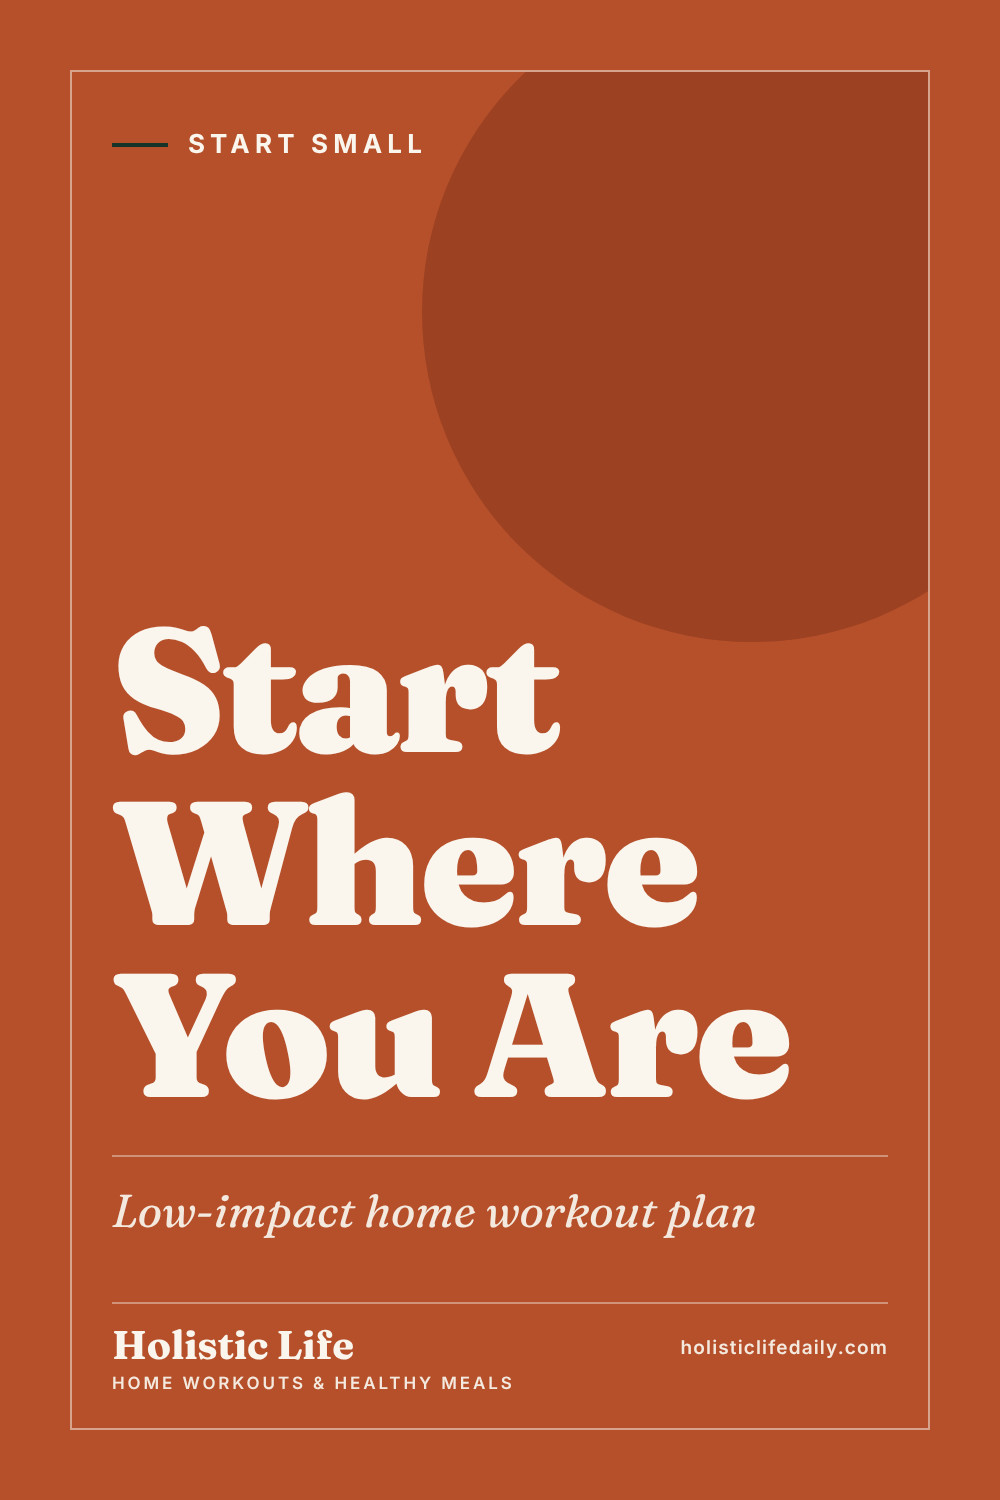 START SMALL
Start
Where
You Are
Low-impact home workout plan
Holistic Life
holisticlifedaily.com
HOME WORKOUTS & HEALTHY MEALS